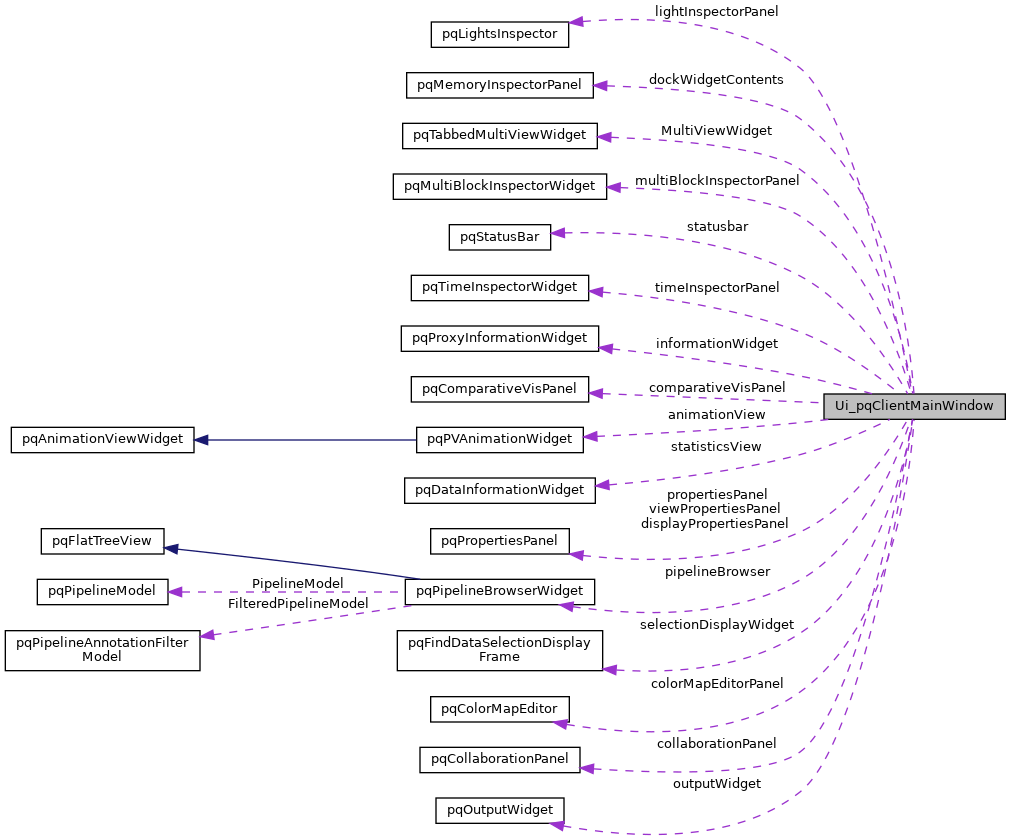 lightInspectorPanel
pqLightsInspector
dockWidgetContents
pqMemoryInspectorPanel
MultiViewWidget
pqTabbedMultiViewWidget
multiBlockInspectorPanel
pqMultiBlockInspectorWidget
statusbar
pqStatusBar
timeInspectorPanel
pqTimeInspectorWidget
informationWidget
pqProxyInformationWidget
comparativeVisPanel
pqComparativeVisPanel
Ui_pqClientMainWindow
animationView
pqAnimationViewWidget
pqPVAnimationWidget
statisticsView
pqDataInformationWidget
propertiesPanel
viewPropertiesPanel
displayPropertiesPanel
pqFlatTreeView
pqPropertiesPanel
pipelineBrowser
PipelineModel
pqPipelineModel
pqPipelineBrowserWidget
FilteredPipelineModel
selectionDisplayWidget
pqPipelineAnnotationFilter
Model
pqFindDataSelectionDisplay
Frame
colorMapEditorPanel
pqColorMapEditor
collaborationPanel
pqCollaborationPanel
outputWidget
pqOutputWidget